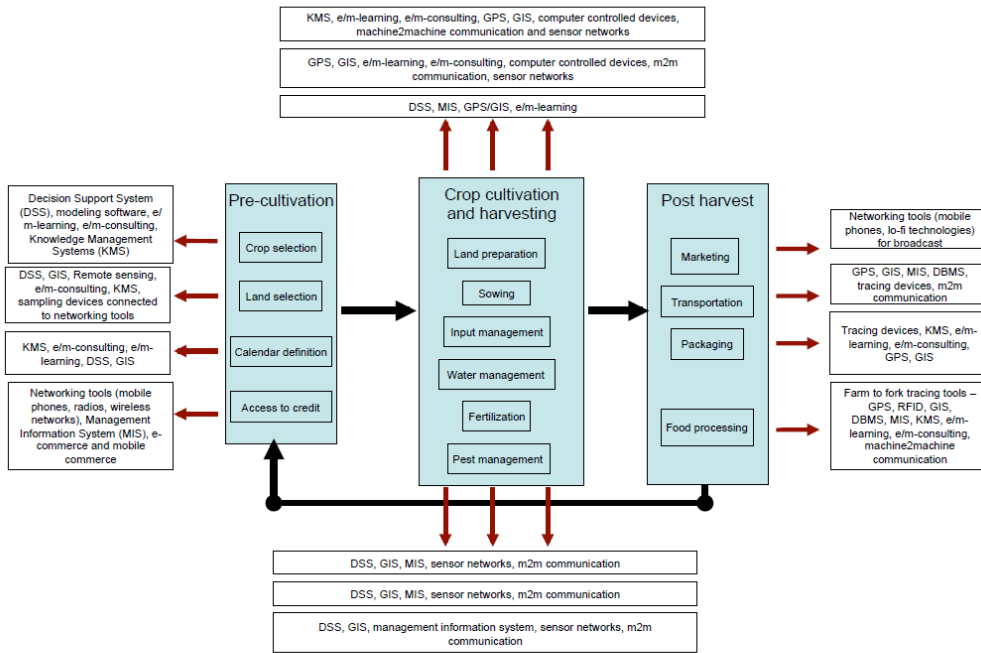 KMS, e/m-learning, e/m-consulting, GPS, GIS, computer controlled devices,
machine2machine communication and sensor networks
GPS, GIS, e/m-learning, e/m-consulting, computer controlled devices, m2m
communication, sensor networks
DSS, MIS, GPS/GIS, e/m-learning
Decision Support System
(DSS), modeling software, e/
m-learning, e/m-consulting,
Knowledge Management
Systems (KMS)
DSS, GIS, Remote sensing,
e/m-consulting, KMS,
sampling devices connected
to networking tools
KMS, e/m-consulting, e/m-
learning, DSS, GIS
Networking tools (mobile
phones, radios, wireless
networks), Management
Information System (MIS), e-
commerce and mobile
commerce
Pre-cultivation
Crop selection
Land selection
Calendar definition
Access to credit
Crop cultivation
and harvesting
Land preparation
Sowing
Input management
Water management
Fertilization
Pest management
Post harvest
Marketing
Transportation
Packaging
Food processing
Networking tools (mobile
phones, lo-fi technologies)
for broadcast
GPS, GIS, MIS, DBMS,
tracing devices, m2m
communication
Tracing devices, KMS, e/m-
learning, e/m-consulting,
GPS, GIS
Farm to fork tracing tools –
GPS, RFID, GIS,
DBMS, MIS, KMS, e/m-
learning, e/m-consulting,
machine2machine
communication
DSS, GIS, MIS, sensor networks, m2m communication
DSS, GIS, MIS, sensor networks, m2m communication
DSS, GIS, management information system, sensor networks, m2m
communication